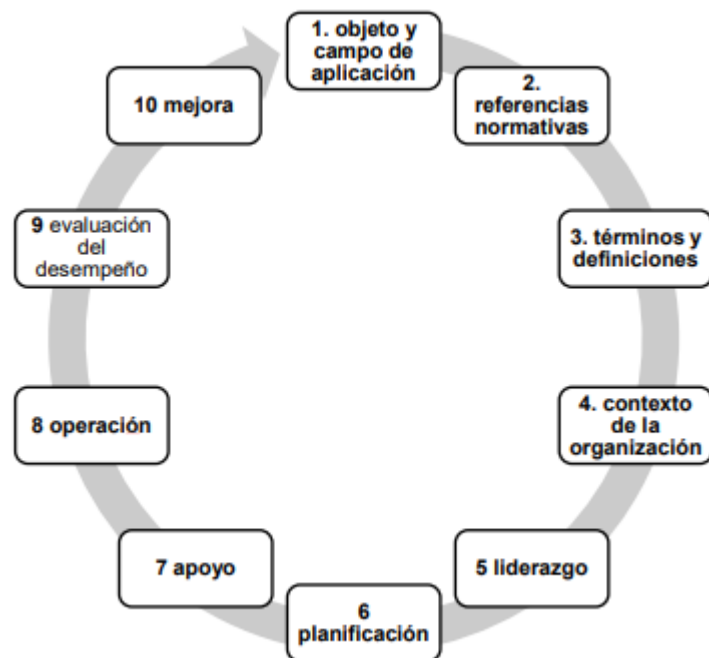 1. objeto y
campo de
aplicación
2.
referencias
normativas
3. términos y
definiciones
4. contexto
de la
organización
5 liderazgo
6
planificación
7 apoyo
8 operación
9 evaluación
del
desempeño
10 mejora